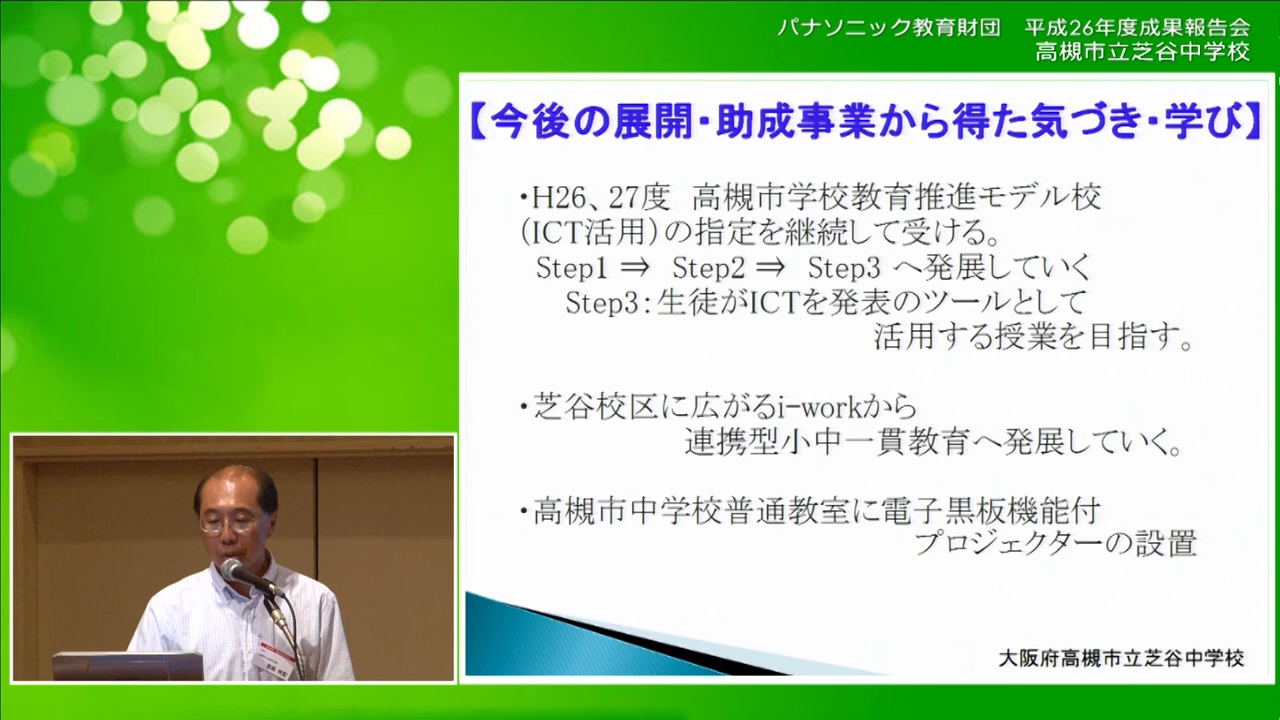 パナソニック教育財団　平成26年度成果報告会
高槻市立芝谷中学校
【今後の展開・助成事業から得た気づき・学び】
・H26、27度　高槻市学校教育推進モデル校
（ICT活用）の指定を継続して受ける。
Step1 ⇒　Step2 ⇒　Step3 へ発展していく
Step3：生徒がICTを発表のツールとして
活用する授業を目指す。
・芝谷校区に広がるi-workから
連携型小中一貫教育へ発展していく。
・高槻市中学校普通教室に電子黒板機能付
プロジェクターの設置
大阪府高槻市立芝谷中学校